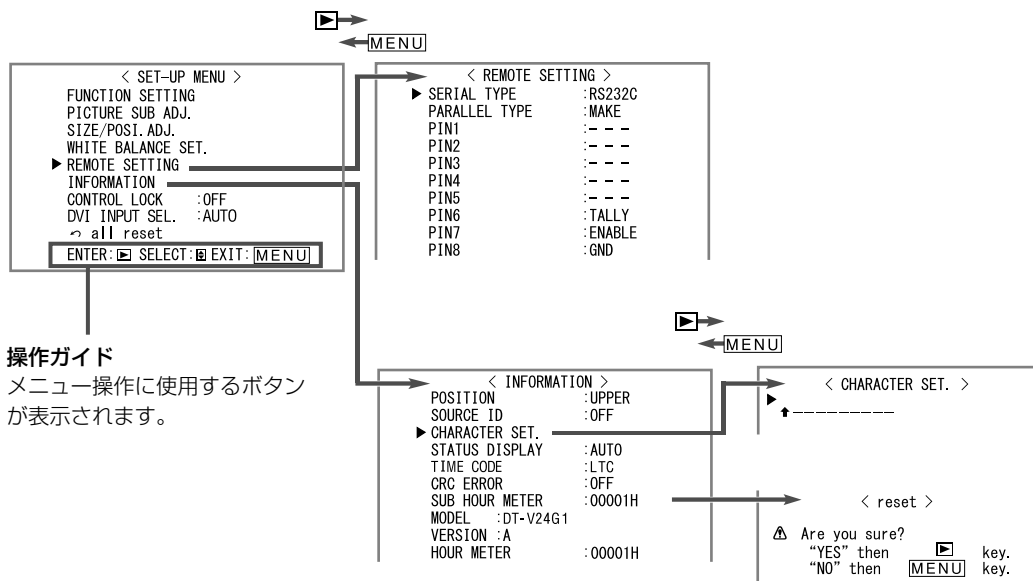 MENU
< SET-UP MENU >
FUNCTION SETTING
PICTURE SUB ADJ.
SIZE/POSI.ADJ.
WHITE BALANCE SET.
REMOTE SETTING
INFORMATION
CONTROL LOCK :OFF
DVI INPUT SEL. :AUTO
all reset
ENTER: SELECT: EXIT: MENU
操作ガイド
メニュー操作に使用するボタン
が表示されます。
< REMOTE SETTING >
SERIAL TYPE :RS232C
PARALLEL TYPE :MAKE
PIN1 :– – –
PIN2 :– – –
PIN3 :– – –
PIN4 :– – –
PIN5 :– – –
PIN6 :TALLY
PIN7 :ENABLE
PIN8 :GND
MENU
< INFORMATION >
POSITION :UPPER
SOURCE ID :OFF
CHARACTER SET.
STATUS DISPLAY :AUTO
TIME CODE :LTC
CRC ERROR :OFF
SUB HOUR METER :00001H
MODEL :DT-V24G1
VERSION :A
HOUR METER :00001H
< CHARACTER SET. >
< reset >
Are you sure?
“YES” then key.
“NO” then MENU key.